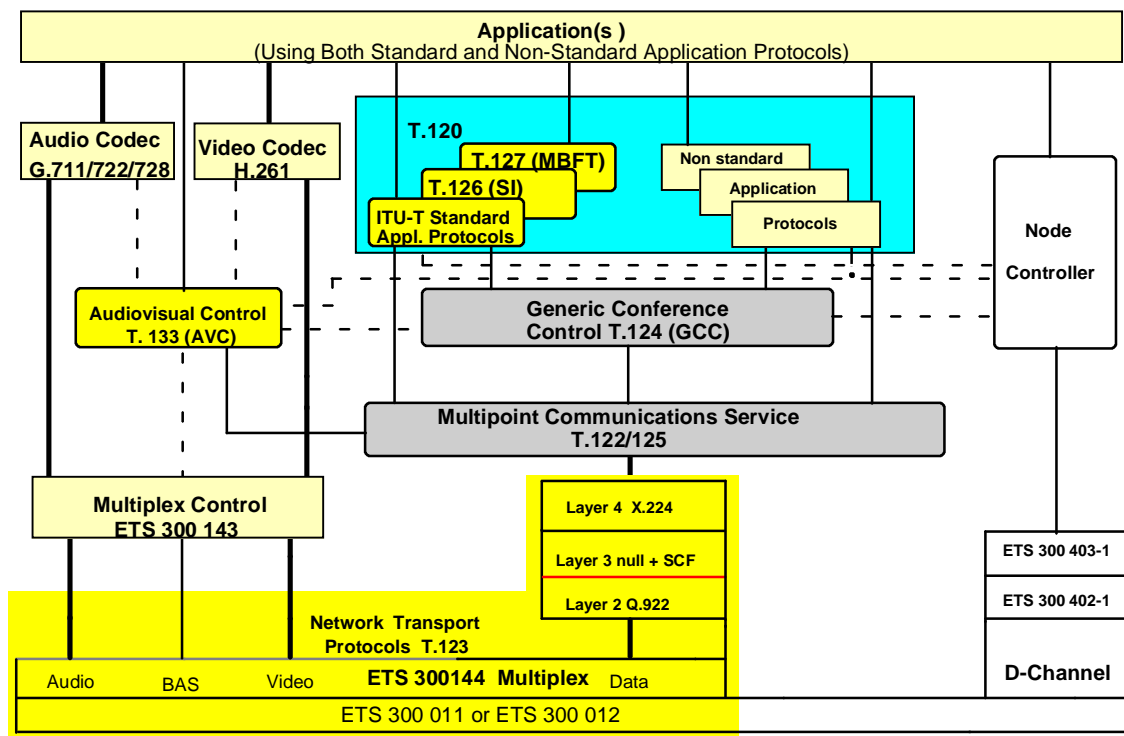 Application(s )
(Using Both Standard and Non-Standard Application Protocols)
Audio Codec
G.711/722/728
Video Codec
H.261
T.120
T.127 (MBFT)
T.126 (SI)
ITU-T Standard
Appl. Protocols
Non standard
Application
Protocols
Node
Controller
Audiovisual Control
T. 133 (AVC)
Generic Conference
Control T.124 (GCC)
Multipoint Communications Service
T.122/125
Multiplex Control
ETS 300 143
Layer 4 X.224
Layer 3 null + SCF
Layer 2 Q.922
ETS 300 403-1
ETS 300 402-1
D-Channel
Network Transport
Protocols T.123
Audio
BAS
Video
ETS 300144 Multiplex
Data
ETS 300 011 or ETS 300 012